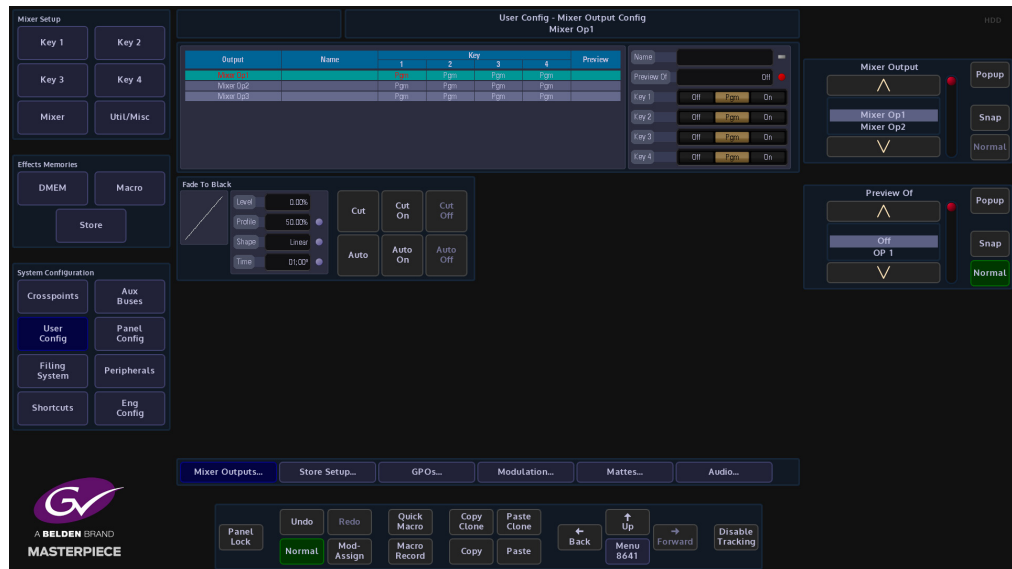 Mixer Setup
Key 1
Key 2
Key 3
Key 4
Mixer
Util/Misc
Effects Memories
DMEM
Macro
Store
System Configuration
Crosspoints
Aux
Buses
User
Config
Panel
Config
Filing
System
Peripherals
Shortcuts
Eng
Config
GV
A BELDEN BRAND
MASTERPIECE
User Config - Mixer Output Config
Mixer Op1
HDD
Output Name Key Preview
1 2 3 4
Mixer Op1 Pgm Pgm Pgm Pgm
Mixer Op2 Pgm Pgm Pgm Pgm
Mixer Op3 Pgm Pgm Pgm Pgm
Name
Preview Of Off
Key 1 Off Pgm On
Key 2 Off Pgm On
Key 3 Off Pgm On
Key 4 Off Pgm On
Fade To Black
Level 0.00%
Profile 50.00%
Shape Linear
Time 01:00*
Cut
Cut
On
Cut
Off
Auto
Auto
On
Auto
Off
Mixer Output
Mixer Op1
Mixer Op2
Popup
Snap
Normal
Preview Of
Off
OP 1
Popup
Snap
Normal
Mixer Outputs...
Store Setup...
GPOs...
Modulation...
Mattes...
Audio...
Panel
Lock
Undo
Redo
Normal
Mod-
Assign
Quick
Macro
Macro
Record
Copy
Clone
Paste
Clone
Copy
Paste
←
Back
↑
Up
Menu
8641
→
Forward
Disable
Tracking